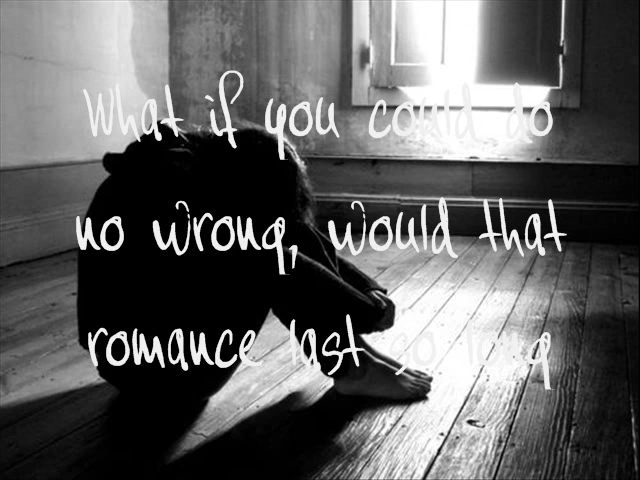 What if you could do
no wrong, would that
romance last so long